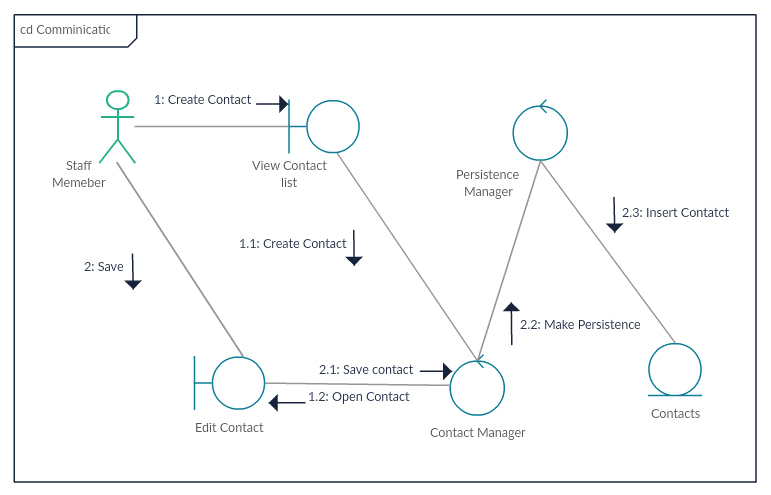 cd Comminicatic
1: Create Contact
Staff
Memeber
View Contact
list
Persistence
Manager
2.3: Insert Contatct
1.1: Create Contact
2: Save
2.2: Make Persistence
2.1: Save contact
1.2: Open Contact
Edit Contact
Contact Manager
Contacts